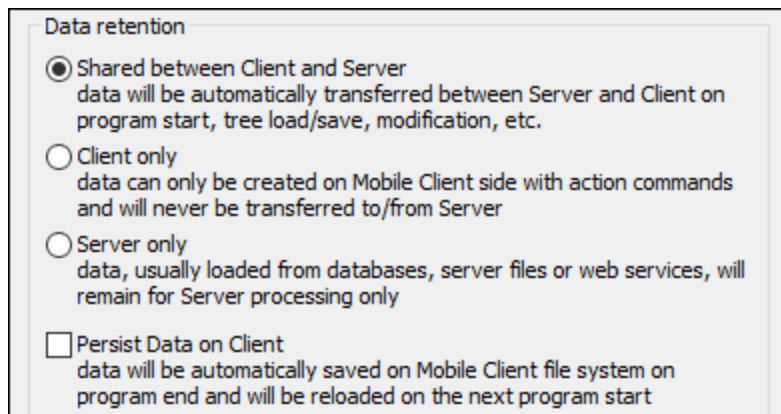 Data retention
Shared between Client and Server
data will be automatically transferred between Server and Client on
program start, tree load/save, modification, etc.
Client only
data can only be created on Mobile Client side with action commands
and will never be transferred to/from Server
Server only
data, usually loaded from databases, server files or web services, will
remain for Server processing only
Persist Data on Client
data will be automatically saved on Mobile Client file system on
program end and will be reloaded on the next program start